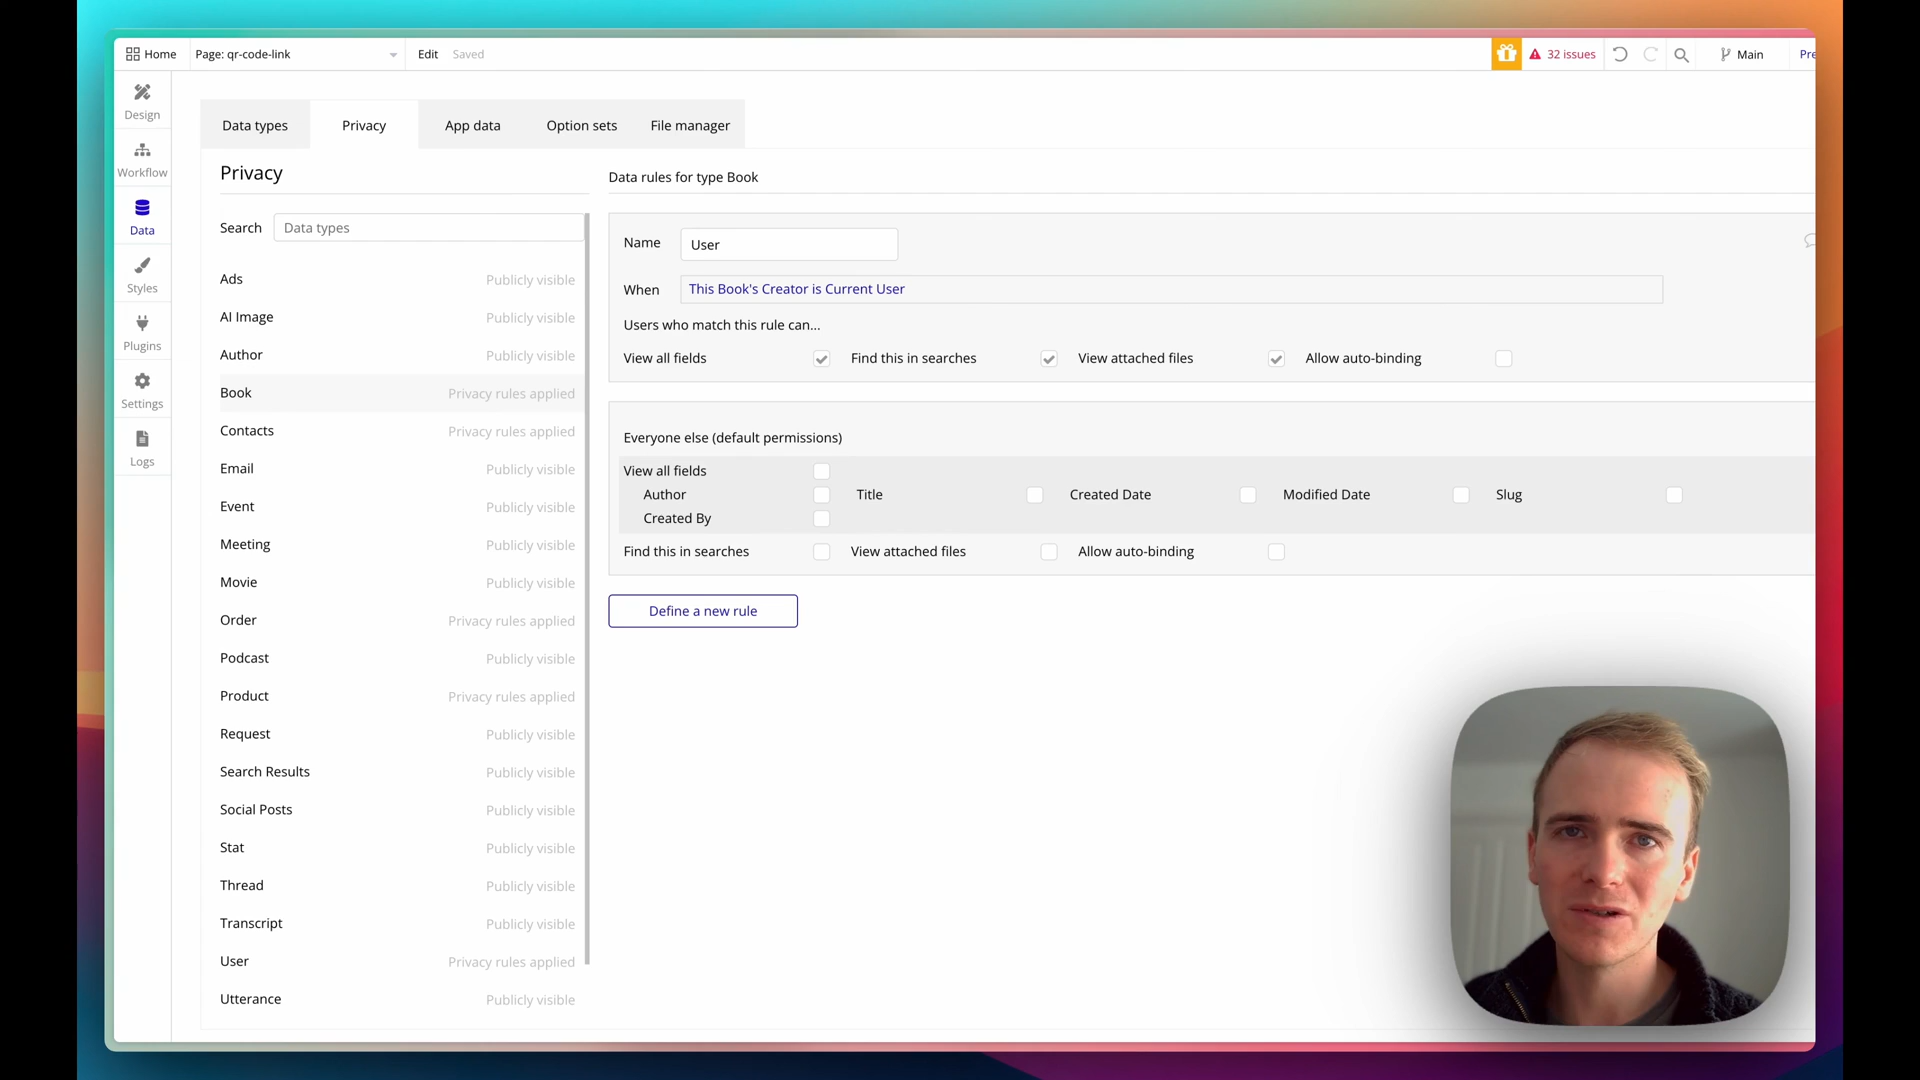 Home
Page: qr-code-link
Edit
Saved
32 issues
Main
Pre
Design
Workflow
Data
Styles
Plugins
Settings
Logs
Data types
Privacy
App data
Option sets
File manager
Privacy
Search
Data types
Ads Publicly visible
AI Image Publicly visible
Author Publicly visible
Book Privacy rules applied
Contacts Privacy rules applied
Email Publicly visible
Event Publicly visible
Meeting Publicly visible
Movie Publicly visible
Order Privacy rules applied
Podcast Publicly visible
Product Privacy rules applied
Request Publicly visible
Search Results Publicly visible
Social Posts Publicly visible
Stat Publicly visible
Thread Publicly visible
Transcript Publicly visible
User Privacy rules applied
Utterance Publicly visible
Data rules for type Book
Name User
When This Book's Creator is Current User
Users who match this rule can...
View all fields Find this in searches View attached files Allow auto-binding
Everyone else (default permissions)
View all fields
Author Title Created Date Modified Date Slug
Created By
Find this in searches View attached files Allow auto-binding
Define a new rule